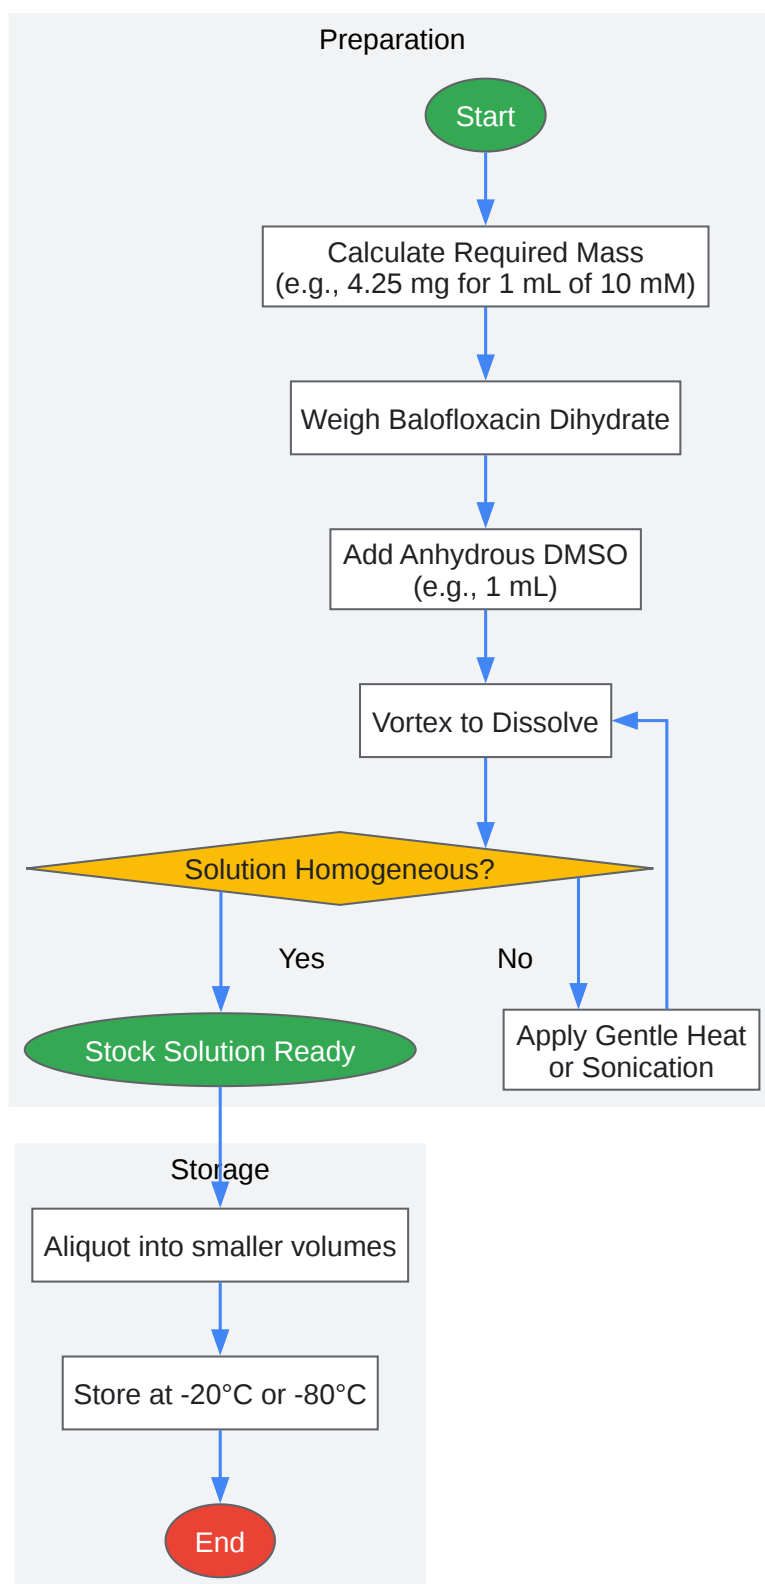 Preparation
Start
Calculate Required Mass
(e.g., 4.25 mg for 1 mL of 10 mM)
Weigh Balofloxacin Dihydrate
Add Anhydrous DMSO
(e.g., 1 mL)
Vortex to Dissolve
Solution Homogeneous?
Yes
No
Stock Solution Ready
Apply Gentle Heat
or Sonication
Storage
Aliquot into smaller volumes
Store at -20°C or -80°C
End